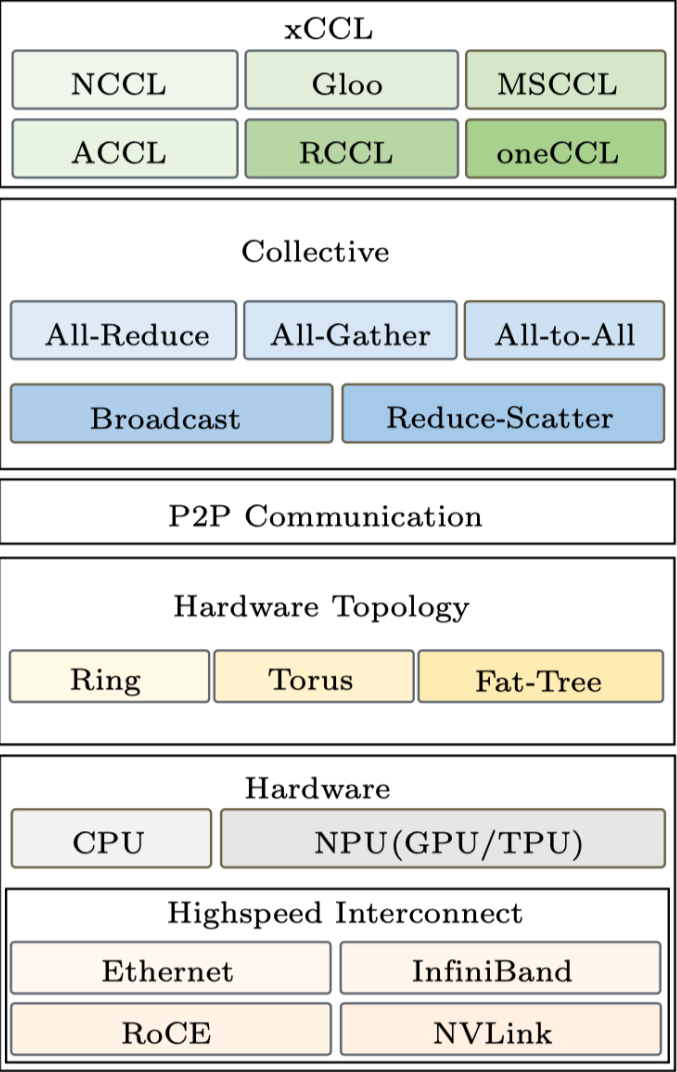 xCCL
NCCL Gloo MSCCL
ACCL RCCL oneCCL
Collective
All-Reduce All-Gather All-to-All
Broadcast Reduce-Scatter
P2P Communication
Hardware Topology
Ring Torus Fat-Tree
Hardware
CPU NPU(GPU/TPU)
Highspeed Interconnect
Ethernet InfiniBand
RoCE NVLink